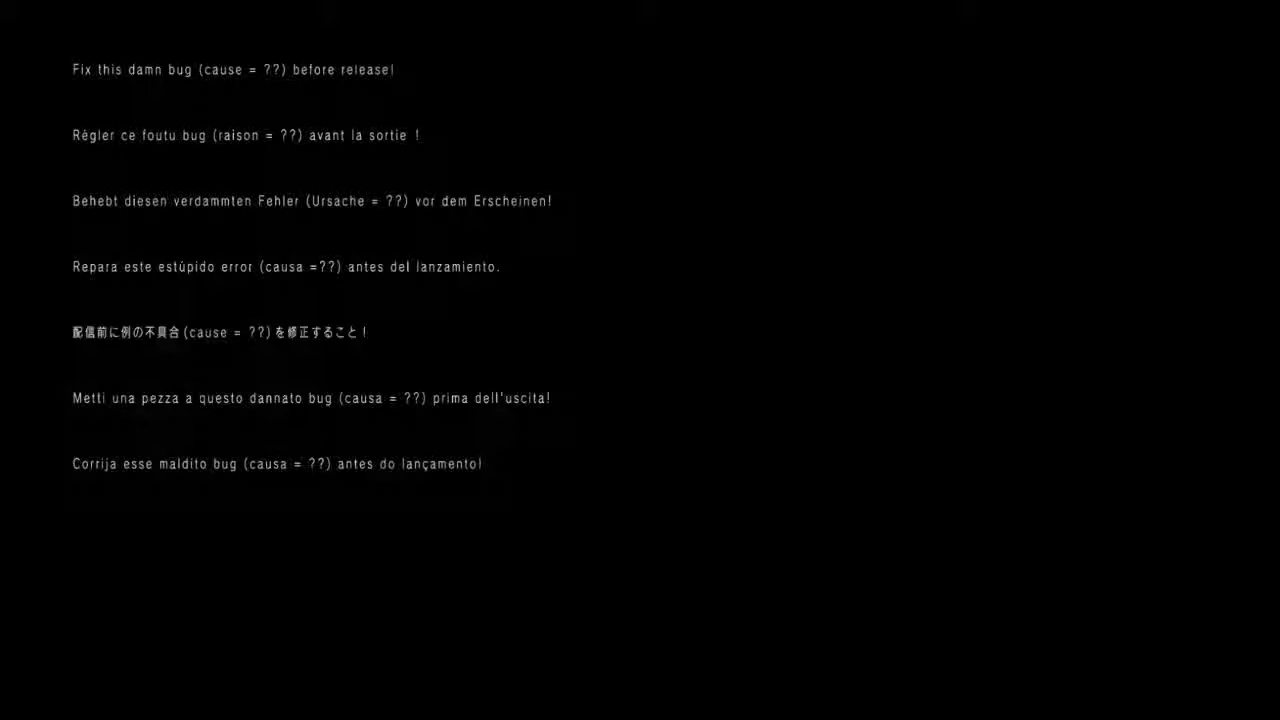 Fix this damn bug (cause = ??) before release!
Régler ce foutu bug (raison = ??) avant la sortie !
Behebt diesen verdammten Fehler (Ursache = ??) vor dem Erscheinen!
Repara este estúpido error (causa =??) antes del lanzamiento.
配信前に例の不具合(cause = ??)を修正すること！
Metti una pezza a questo dannato bug (causa = ??) prima dell'uscita!
Corrija esse maldito bug (causa = ??) antes do lançamento!